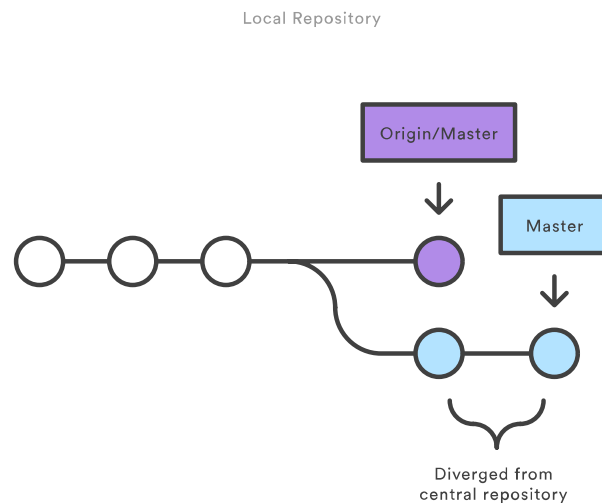 Local Repository
Origin/Master
Master
Diverged from
central repository